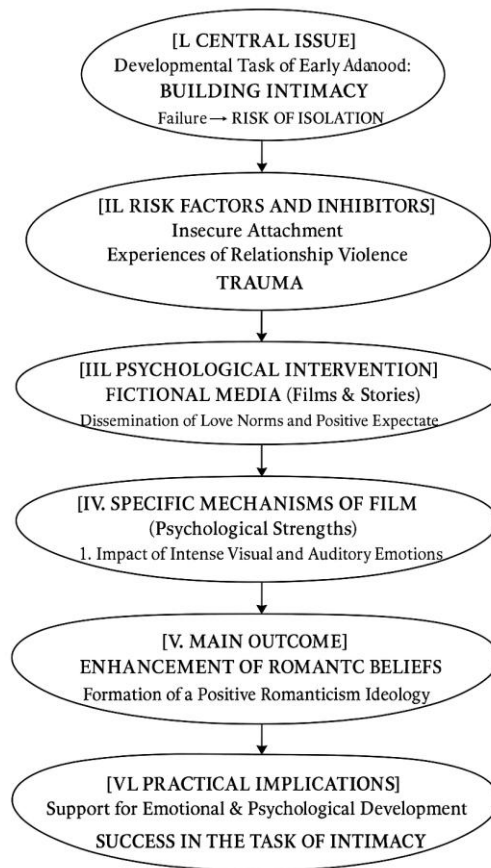 [L CENTRAL ISSUE]
Developmental Task of Early Adanood:
BUILDING INTIMACY
Failure → RISK OF ISOLATION
[IL RISK FACTORS AND INHIBITORS]
Insecure Attachment
Experiences of Relationship Violence
TRAUMA
[IIL PSYCHOLOGICAL INTERVENTION]
FICTIONAL MEDIA (Films & Stories)
Dissemination of Love Norms and Positive Expectate
[IV. SPECIFIC MECHANISMS OF FILM
(Psychological Strengths)
1. Impact of Intense Visual and Auditory Emotions
[V. MAIN OUTCOME]
ENHANCEMENT OF ROMANTC BELIEFS
Formation of a Positive Romanticism Ideology
[VL PRACTICAL IMPLICATIONS]
Support for Emotional & Psychological Development
SUCCESS IN THE TASK OF INTIMACY